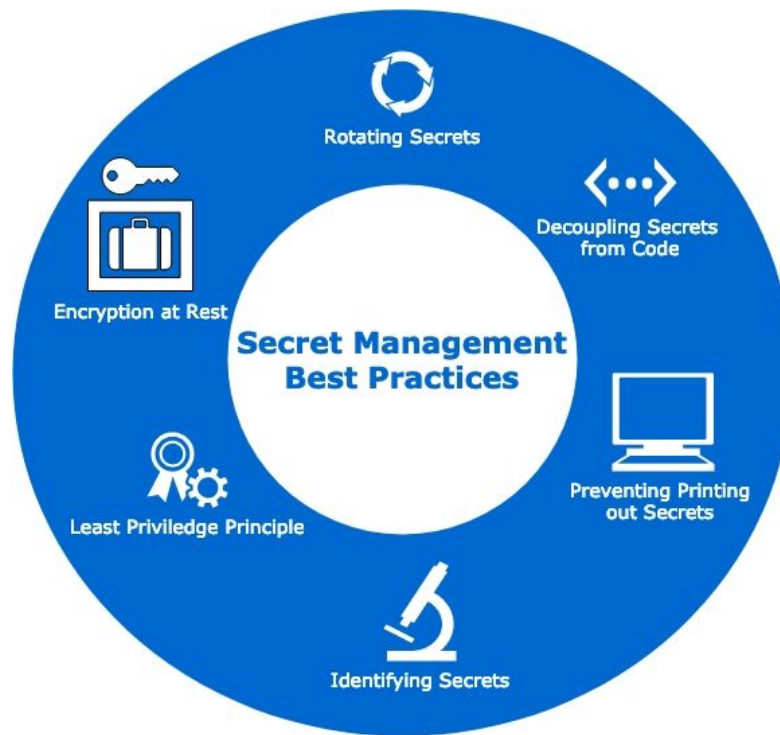 Rotating Secrets
Decoupling Secrets
from Code
Encryption at Rest
Secret Management
Best Practices
Preventing Printing
out Secrets
Least Priviledge Principle
Identifying Secrets